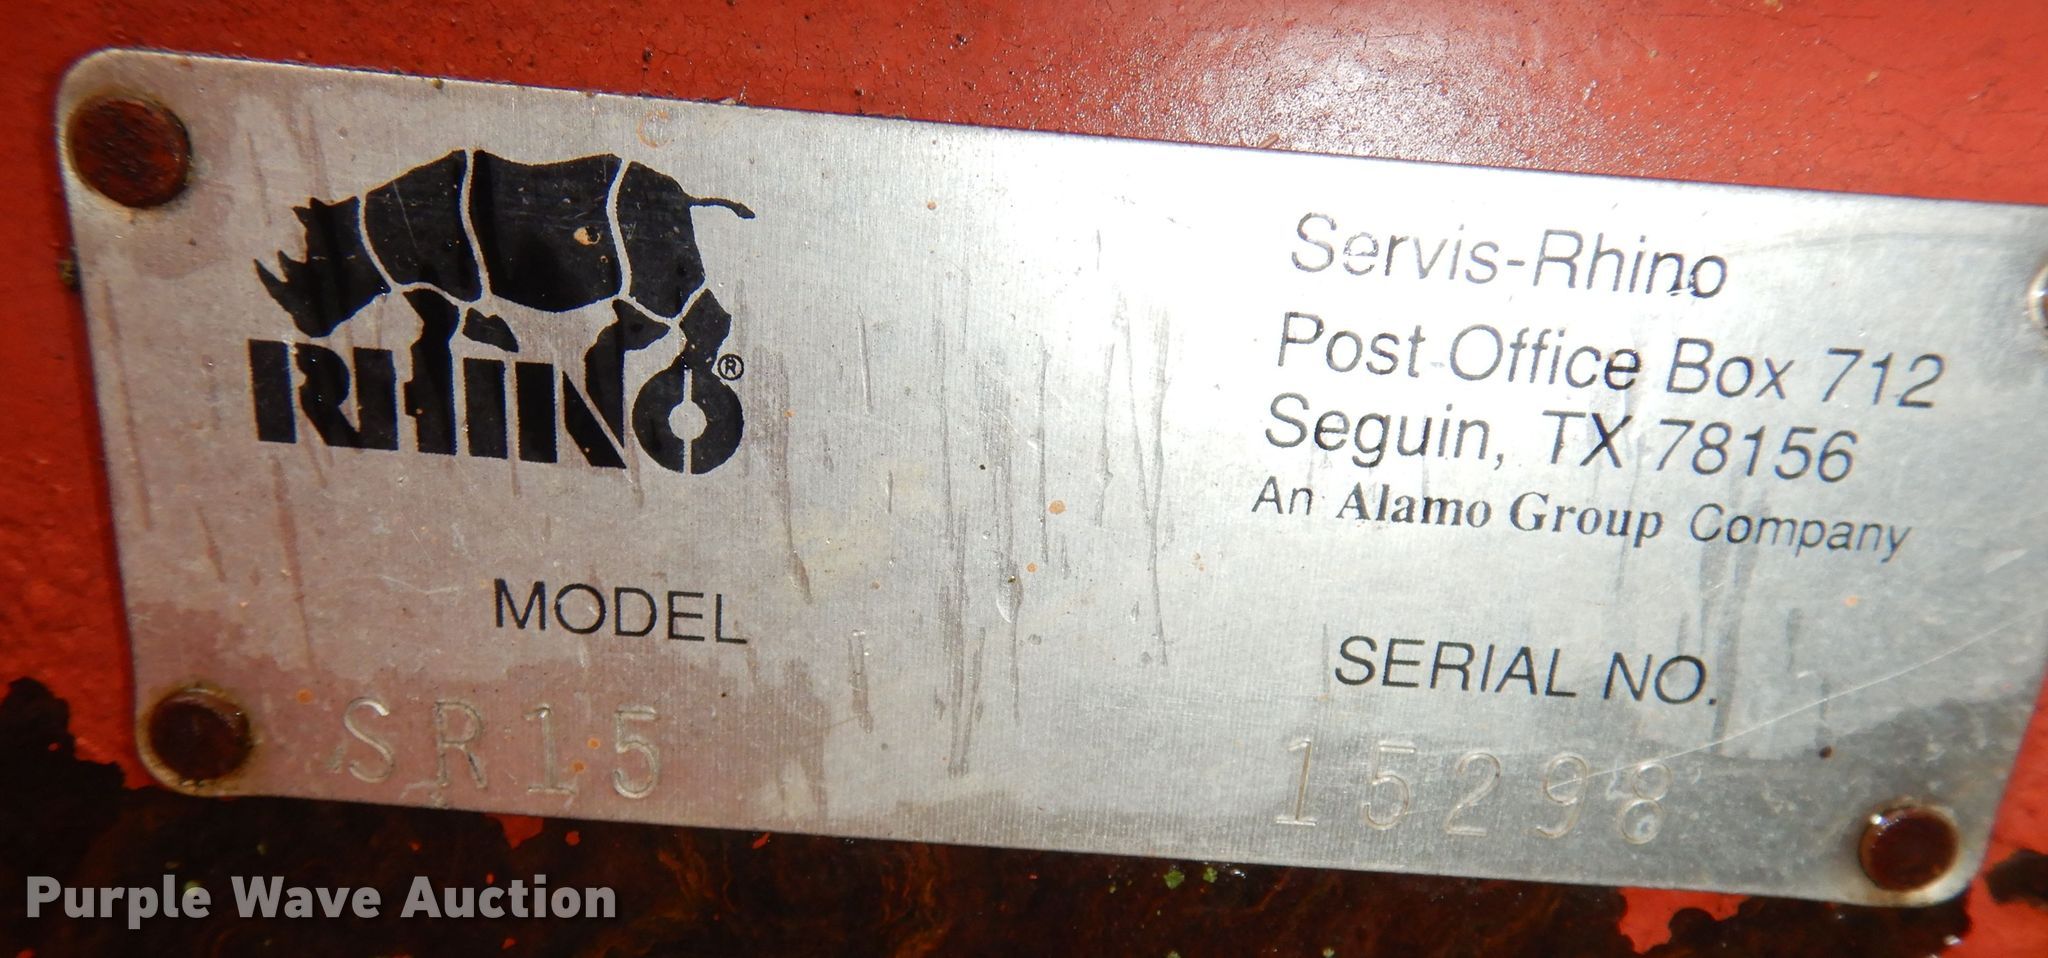 RHINO®
Servis-Rhino
Post Office Box 712
Seguin, TX 78156
An Alamo Group Company
MODEL
SERIAL NO.
SR15
15298
Purple Wave Auction